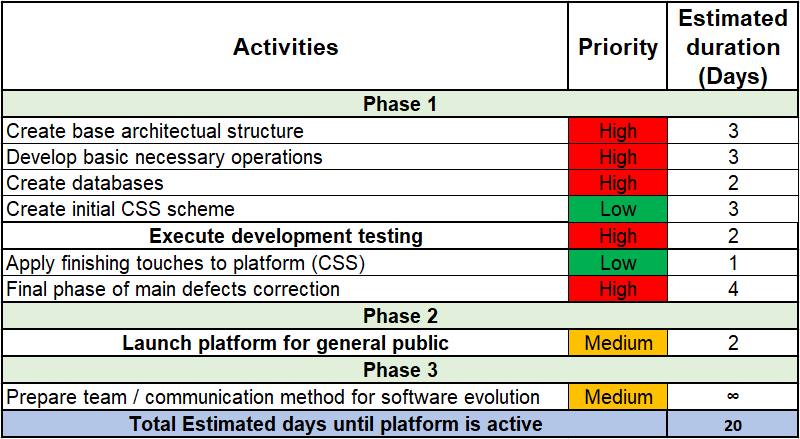 Activities Priority Estimated duration (Days)
Phase 1
Create base architectual structure High 3
Develop basic necessary operations High 3
Create databases High 2
Create initial CSS scheme Low 3
Execute development testing High 2
Apply finishing touches to platform (CSS) Low 1
Final phase of main defects correction High 4
Phase 2
Launch platform for general public Medium 2
Phase 3
Prepare team / communication method for software evolution Medium ∞
Total Estimated days until platform is active 20